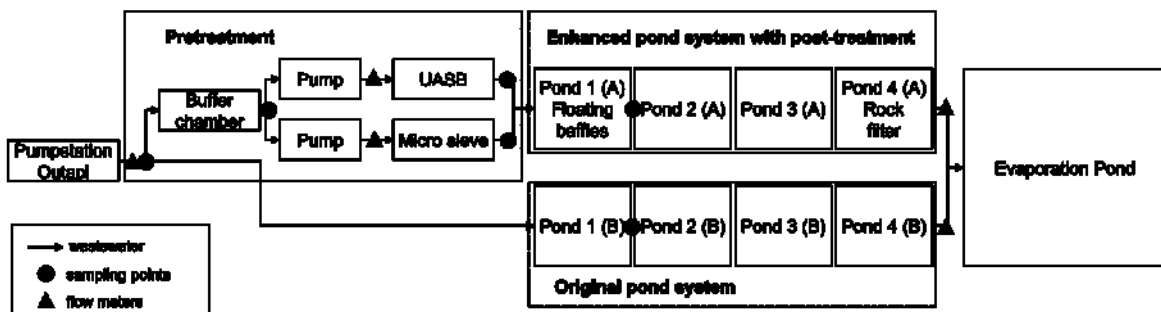 Pretreatment
Enhanced pond system with post-treatment
Pump
UASB
Buffer
chamber
Pump
Micro sieve
Pumpstation
Outapi
Pond 1 (A)
Floating
baffles
Pond 2 (A)
Pond 3 (A)
Pond 4 (A)
Rock
filter
Evaporation Pond
Pond 1 (B)
Pond 2 (B)
Pond 3 (B)
Pond 4 (B)
Original pond system
wastewater
sampling points
flow meters